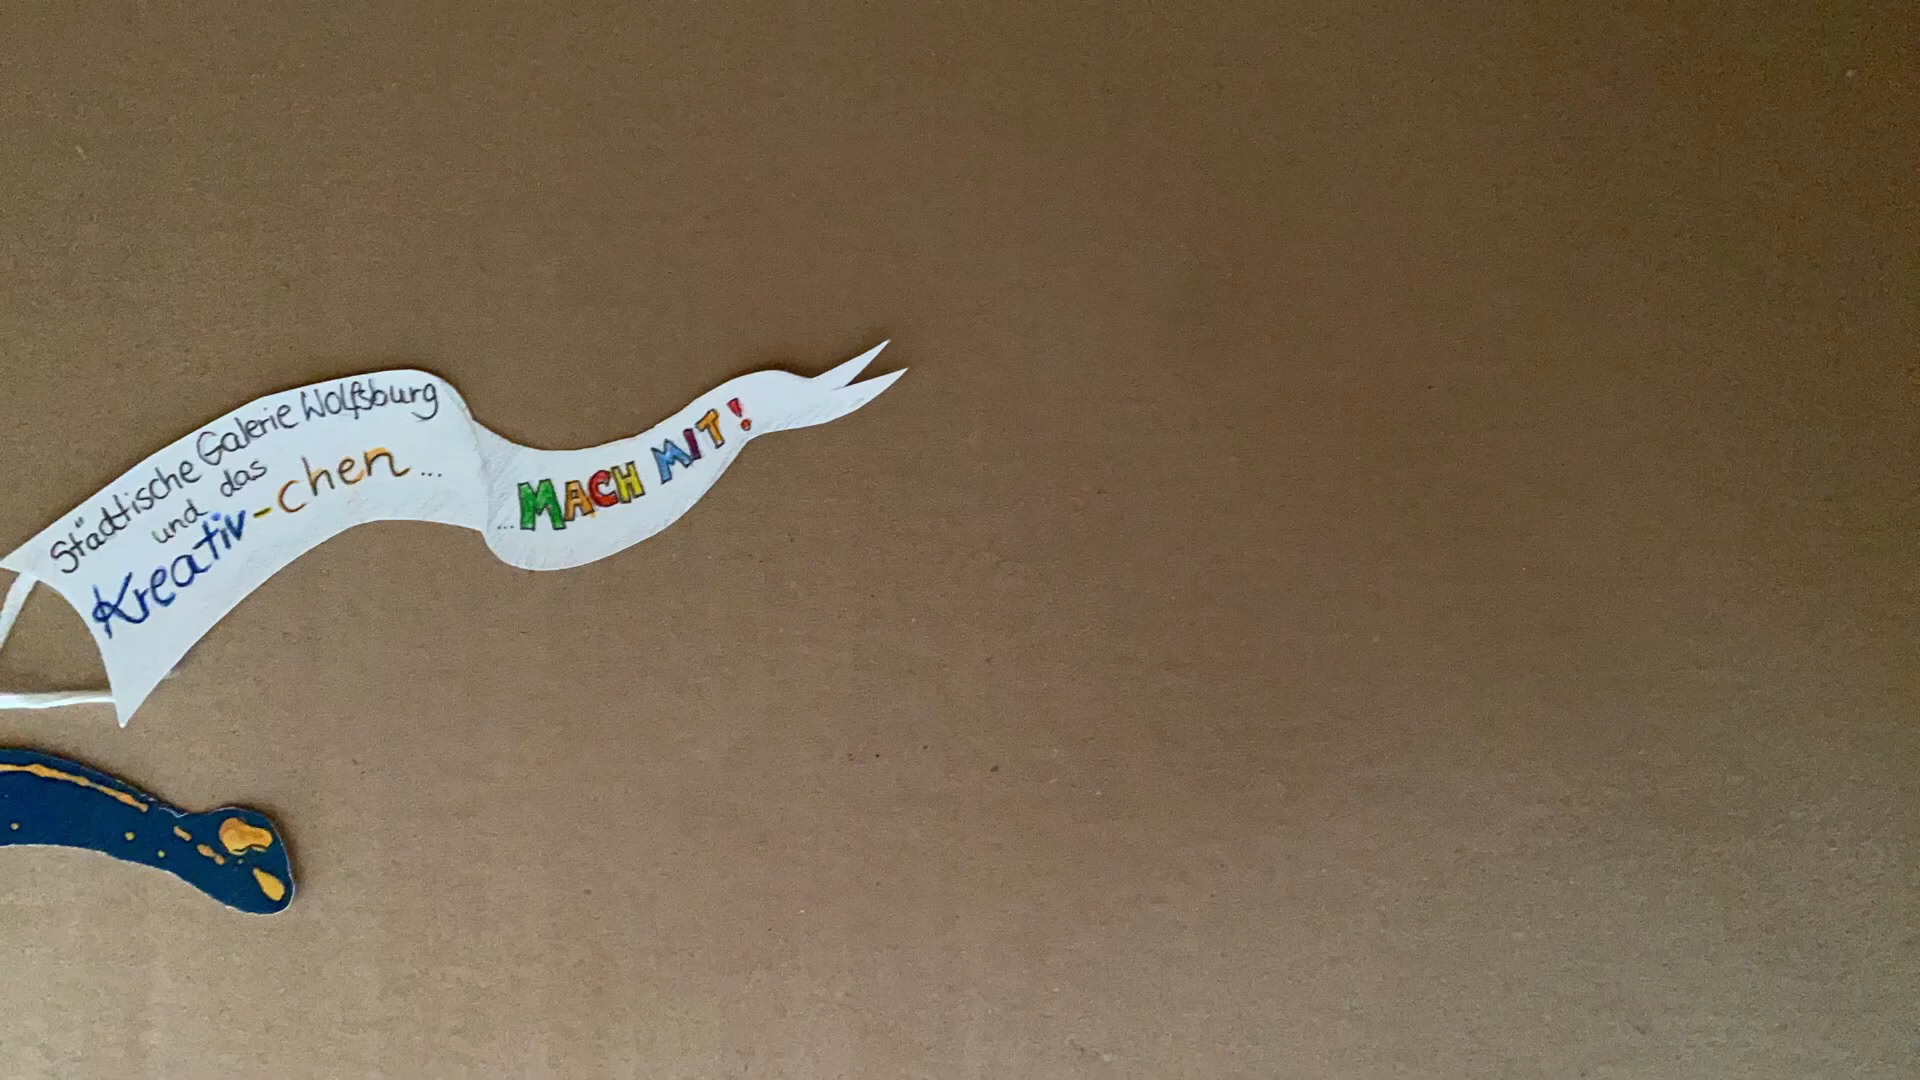 Städtische Galerie Wolfsburg
und das
Kreativ-chen...
...MACH MIT!